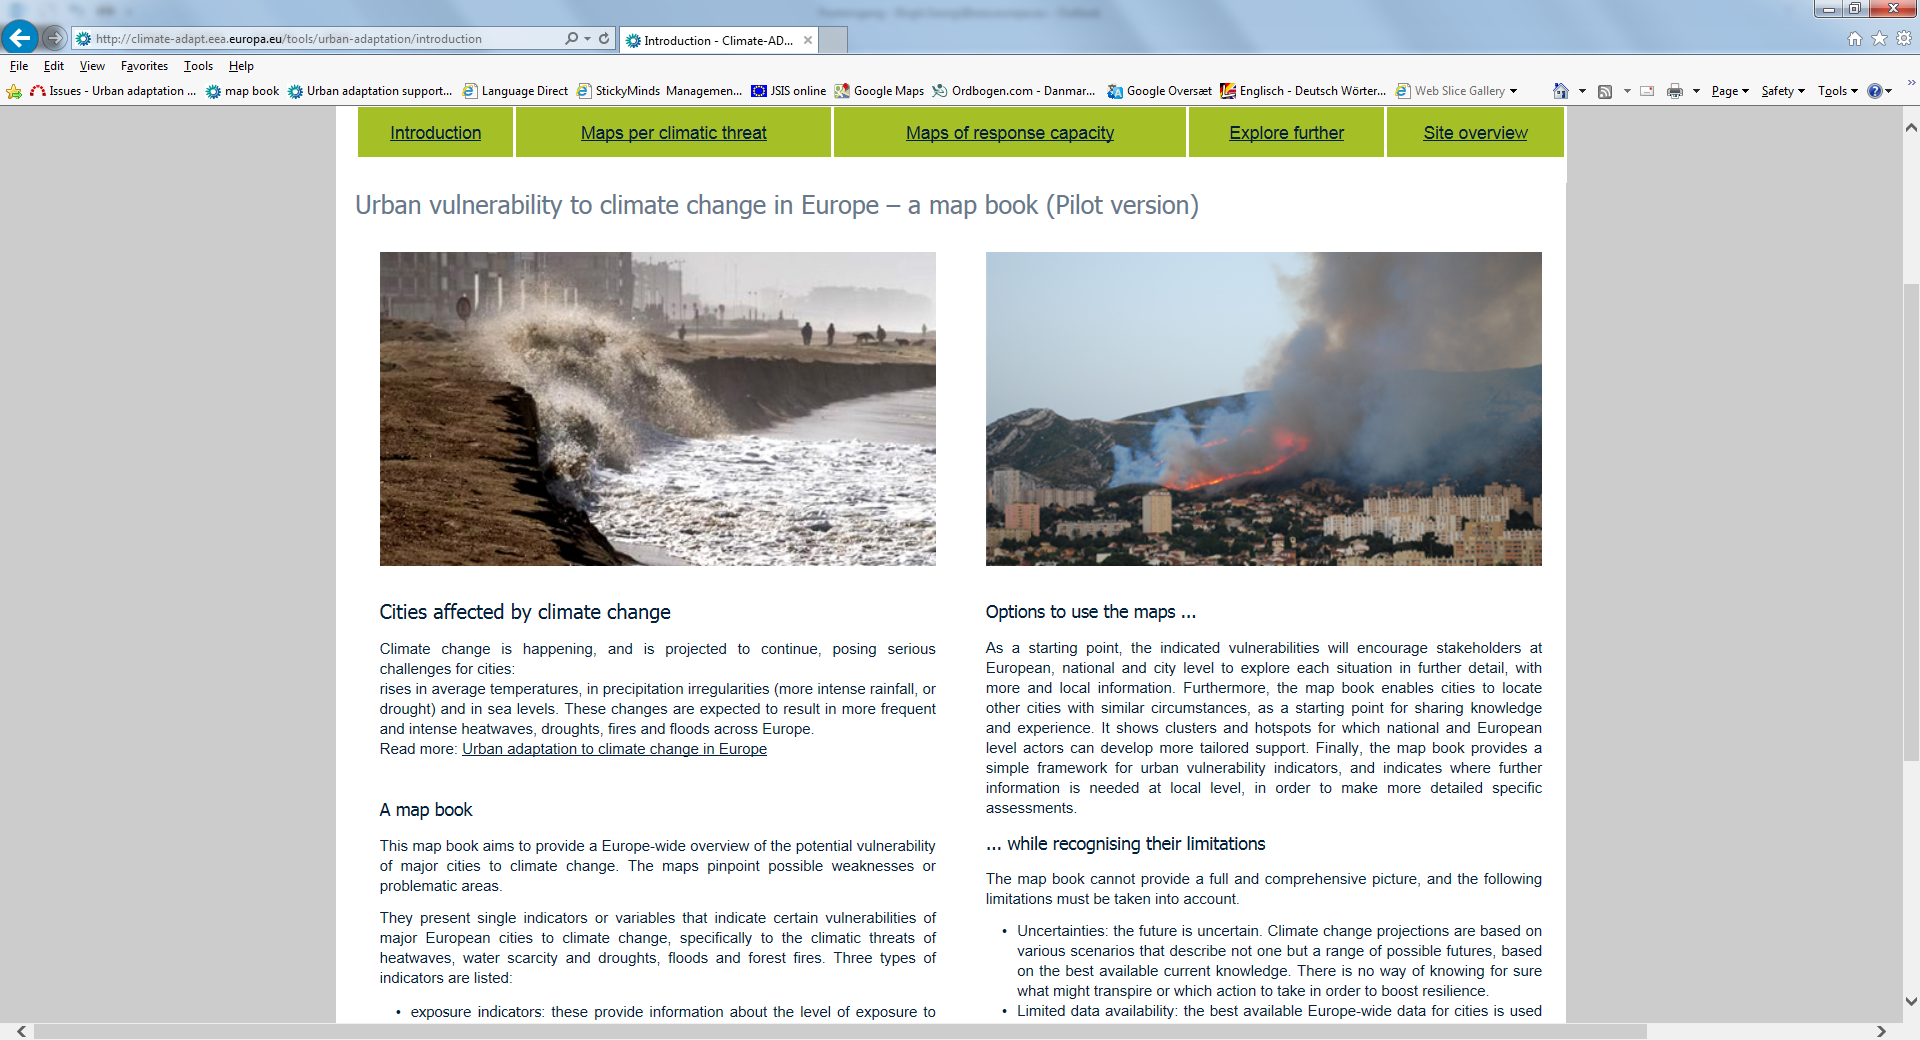 http://climate-adapt.eea.europa.eu/tools/urban-adaptation/introduction
Introduction - Climate-AD...
File Edit View Favorites Tools Help
Issues - Urban adaptation ... map book Urban adaptation support... Language Direct StickyMinds Managemen... JSIS online Google Maps Ordbogen.com - Danmar... Google Oversæt Englisch - Deutsch Wörter... Web Slice Gallery Page Safety Tools
Introduction Maps per climatic threat Maps of response capacity Explore further Site overview
Urban vulnerability to climate change in Europe – a map book (Pilot version)
Cities affected by climate change
Climate change is happening, and is projected to continue, posing serious
challenges for cities:
rises in average temperatures, in precipitation irregularities (more intense rainfall, or
drought) and in sea levels. These changes are expected to result in more frequent
and intense heatwaves, droughts, fires and floods across Europe.
Read more: Urban adaptation to climate change in Europe
A map book
This map book aims to provide a Europe-wide overview of the potential vulnerability
of major cities to climate change. The maps pinpoint possible weaknesses or
problematic areas.
They present single indicators or variables that indicate certain vulnerabilities of
major European cities to climate change, specifically to the climatic threats of
heatwaves, water scarcity and droughts, floods and forest fires. Three types of
indicators are listed:
• exposure indicators: these provide information about the level of exposure to
Options to use the maps ...
As a starting point, the indicated vulnerabilities will encourage stakeholders at
European, national and city level to explore each situation in further detail, with
more and local information. Furthermore, the map book enables cities to locate
other cities with similar circumstances, as a starting point for sharing knowledge
and experience. It shows clusters and hotspots for which national and European
level actors can develop more tailored support. Finally, the map book provides a
simple framework for urban vulnerability indicators, and indicates where further
information is needed at local level, in order to make more detailed specific
assessments.
... while recognising their limitations
The map book cannot provide a full and comprehensive picture, and the following
limitations must be taken into account.
• Uncertainties: the future is uncertain. Climate change projections are based on
various scenarios that describe not one but a range of possible futures, based
on the best available current knowledge. There is no way of knowing for sure
what might transpire or which action to take in order to boost resilience.
• Limited data availability: the best available Europe-wide data for cities is used